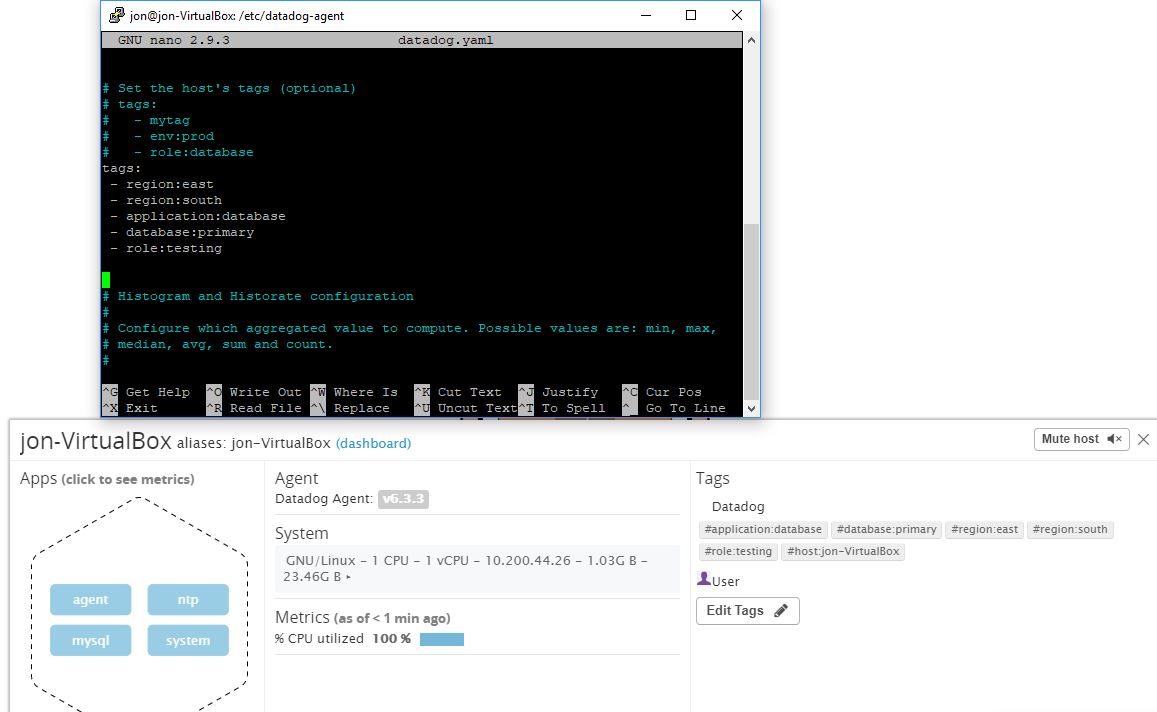 jon@jon-VirtualBox: /etc/datadog-agent
GNU nano 2.9.3 datadog.yaml
# Set the host's tags (optional)
# tags:
#   - mytag
#   - env:prod
#   - role:database
tags:
 - region:east
 - region:south
 - application:database
 - database:primary
 - role:testing
# Histogram and Historate configuration
#
# Configure which aggregated value to compute. Possible values are: min, max,
# median, avg, sum and count.
#
^G Get Help ^O Write Out ^W Where Is ^K Cut Text ^J Justify ^C Cur Pos
^X Exit ^R Read File ^\ Replace ^U Uncut Text ^T To Spell ^_ Go To Line
jon-VirtualBox aliases: jon-VirtualBox (dashboard)
Mute host
Apps (click to see metrics)
agent ntp
mysql system
Agent
Datadog Agent: v6.3.3
System
GNU/Linux – 1 CPU – 1 vCPU – 10.200.44.26 – 1.03G B –
23.46G B ▸
Metrics (as of < 1 min ago)
% CPU utilized 100 %
Tags
Datadog
#application:database #database:primary #region:east #region:south
#role:testing #host:jon-VirtualBox
User
Edit Tags